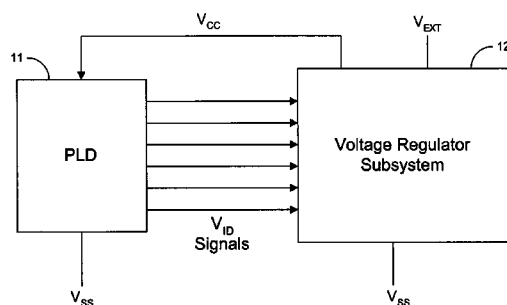 V_CC
V_EXT
11
12
PLD
Voltage Regulator
Subsystem
V_ID
Signals
V_SS
V_SS